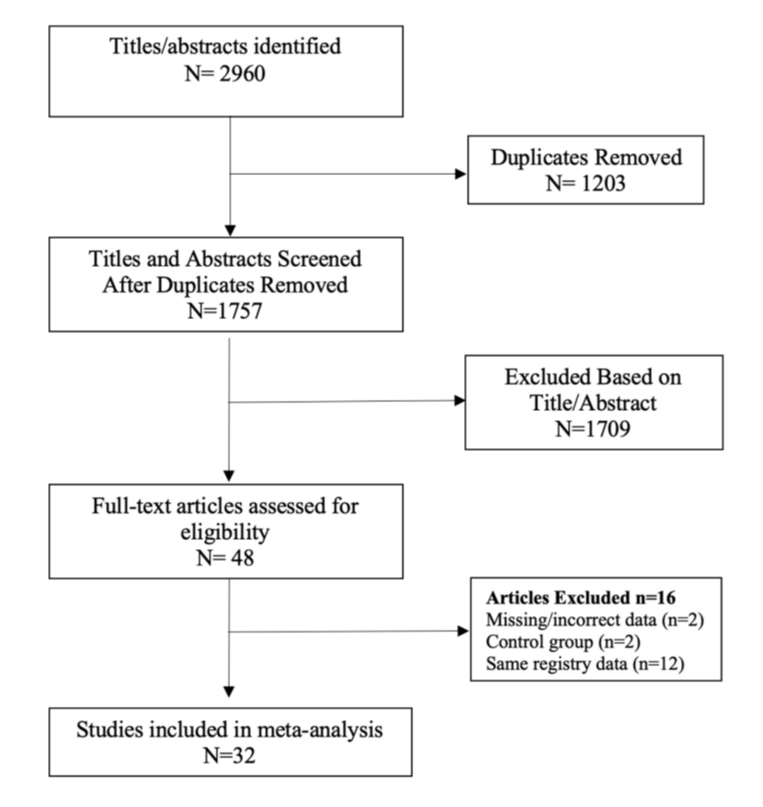 Titles/abstracts identified
N= 2960
Duplicates Removed
N= 1203
Titles and Abstracts Screened
After Duplicates Removed
N=1757
Excluded Based on
Title/Abstract
N=1709
Full-text articles assessed for
eligibility
N= 48
Articles Excluded n=16
Missing/incorrect data (n=2)
Control group (n=2)
Same registry data (n=12)
Studies included in meta-analysis
N=32